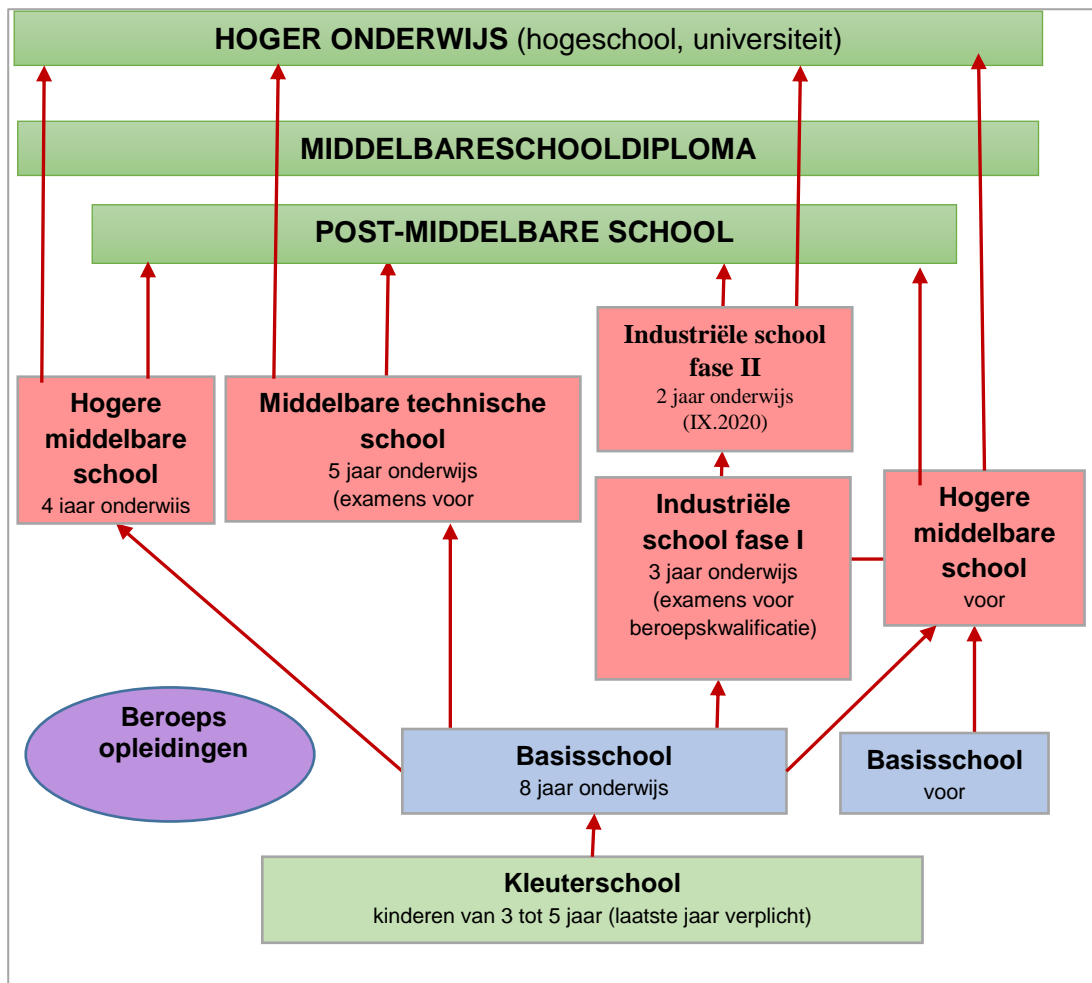 HOGER ONDERWIJS (hogeschool, universiteit)
MIDDELBARESCHOOLDIPLOMA
POST-MIDDELBARE SCHOOL
Hogere
middelbare
school
4 jaar onderwijs
Middelbare technische
school
5 jaar onderwijs
(examens voor
Industriële school
fase II
2 jaar onderwijs
(IX.2020)
Industriële
school fase I
3 jaar onderwijs
(examens voor
beroepskwalificatie)
Hogere
middelbare
school
voor
Beroeps
opleidingen
Basisschool
8 jaar onderwijs
Basisschool
voor
Kleuterschool
kinderen van 3 tot 5 jaar (laatste jaar verplicht)